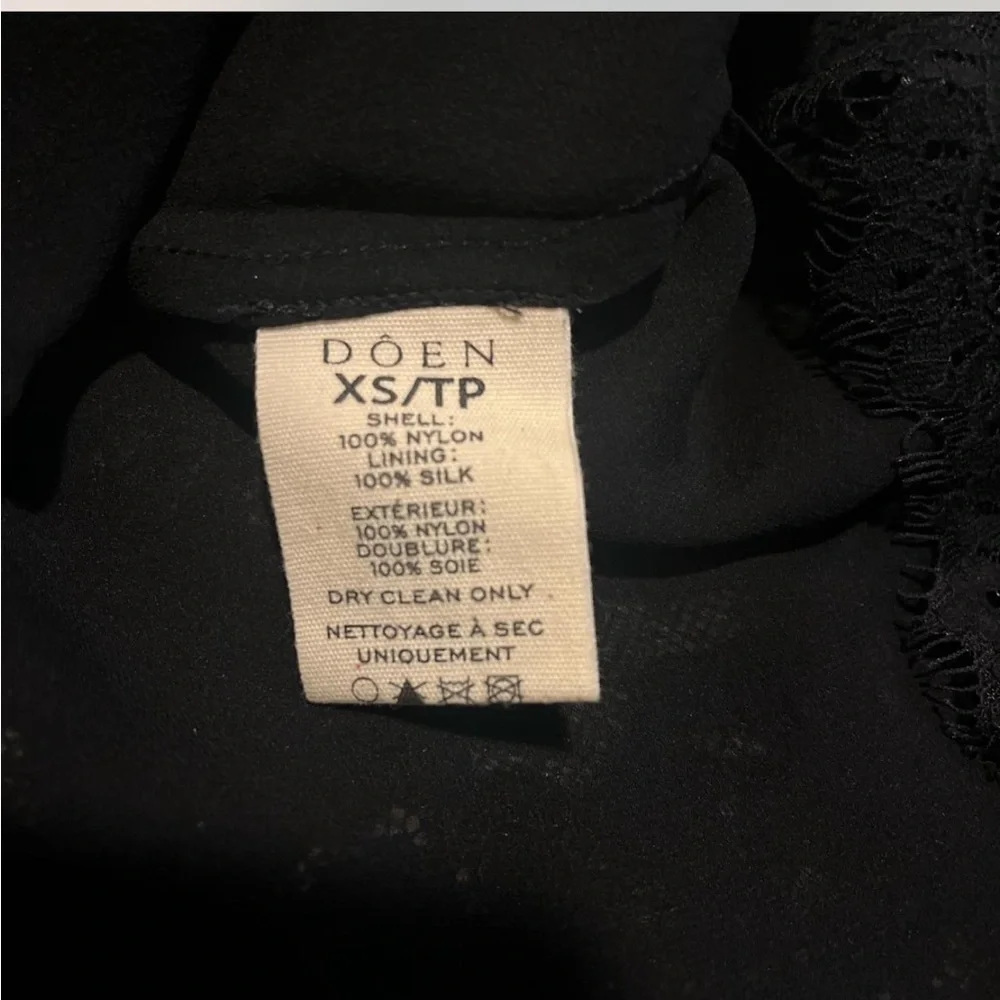 DÔEN
XS/TP
SHELL:
100% NYLON
LINING:
100% SILK
EXTÉRIEUR:
100% NYLON
DOUBLURE:
100% SOIE
DRY CLEAN ONLY
NETTOYAGE À SEC
UNIQUEMENT